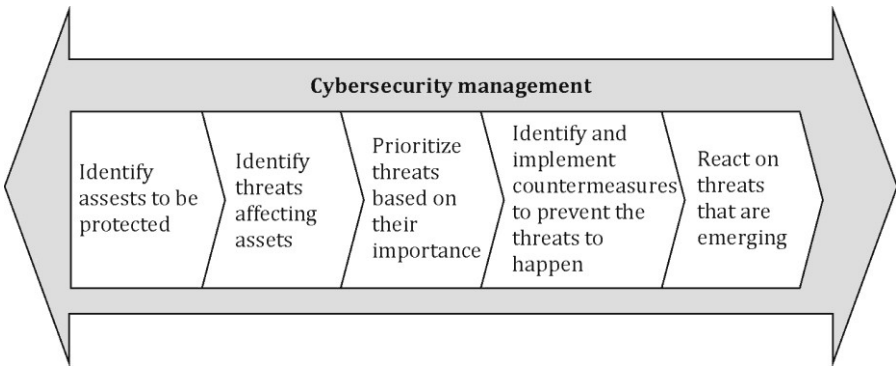 Cybersecurity management
Identify
assests to be
protected
Identify
threats
affecting
assets
Prioritize
threats
based on
their
importance
Identify and
implement
countermeasures
to prevent the
threats to
happen
React on
threats
that are
emerging